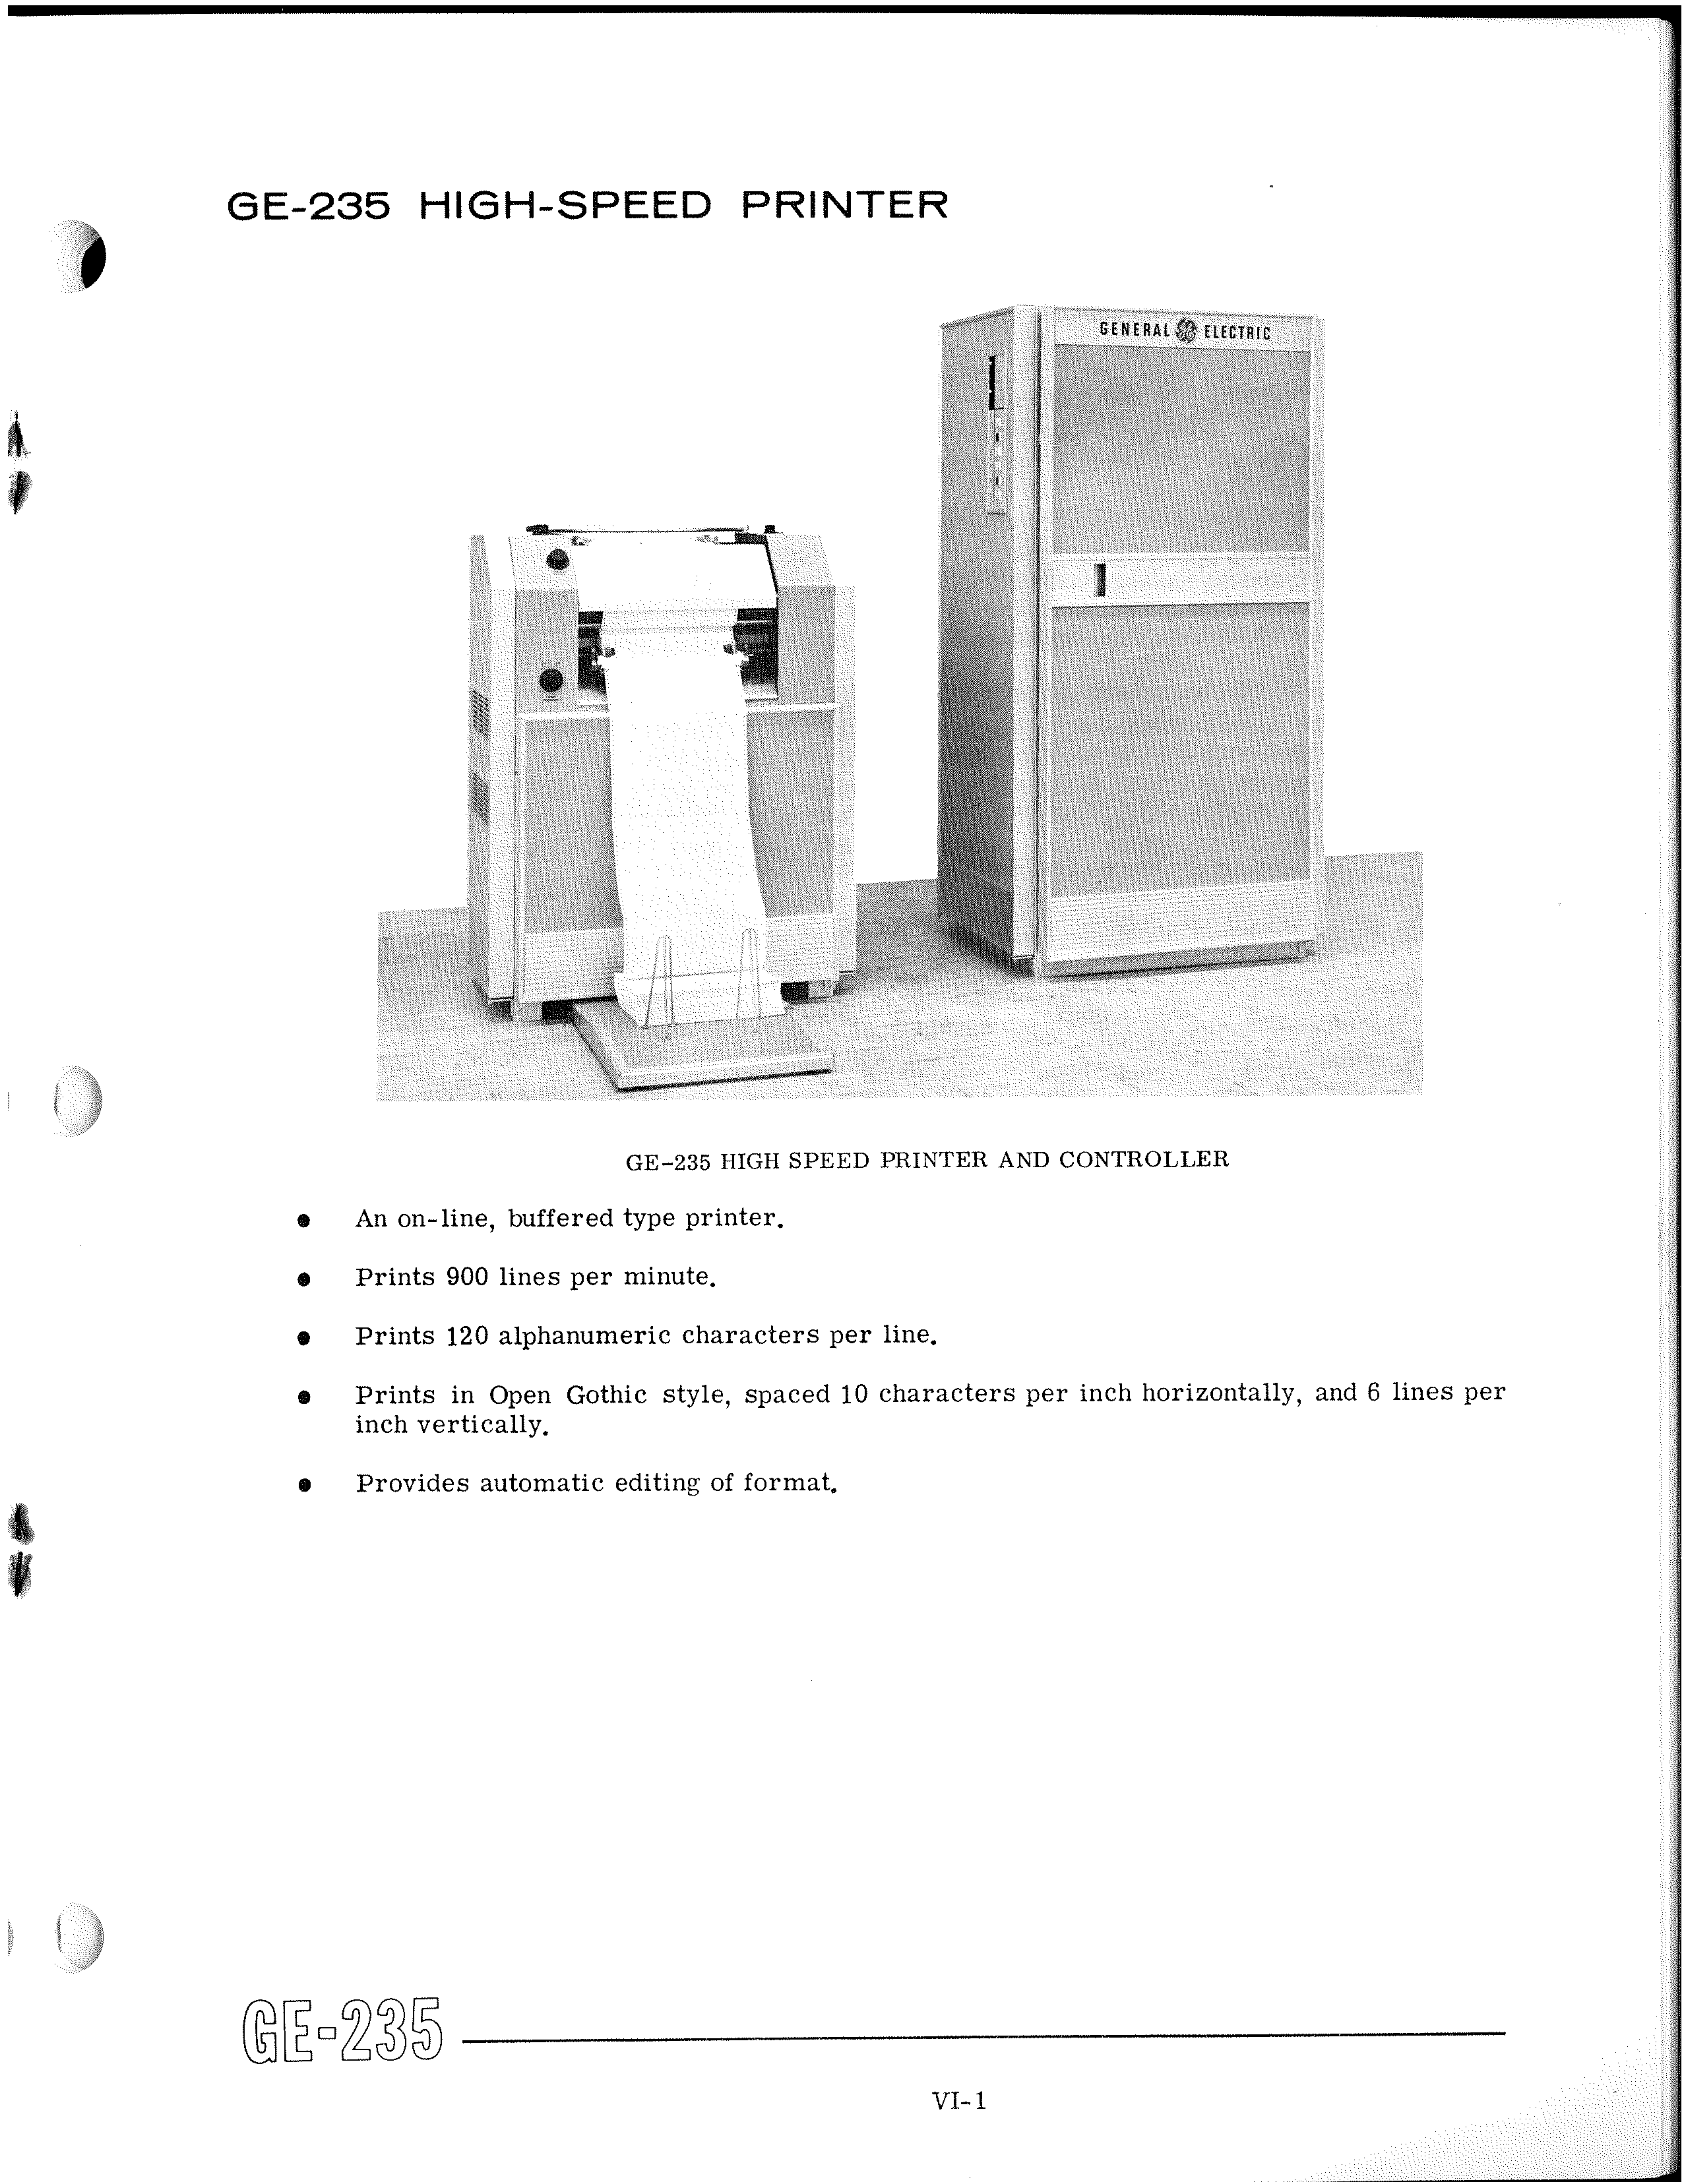 GE-235 HIGH-SPEED PRINTER
GENERAL GE ELECTRIC
GE-235 HIGH SPEED PRINTER AND CONTROLLER
● An on-line, buffered type printer.
● Prints 900 lines per minute.
● Prints 120 alphanumeric characters per line.
● Prints in Open Gothic style, spaced 10 characters per inch horizontally, and 6 lines per
inch vertically.
● Provides automatic editing of format.
GE-235
VI-1